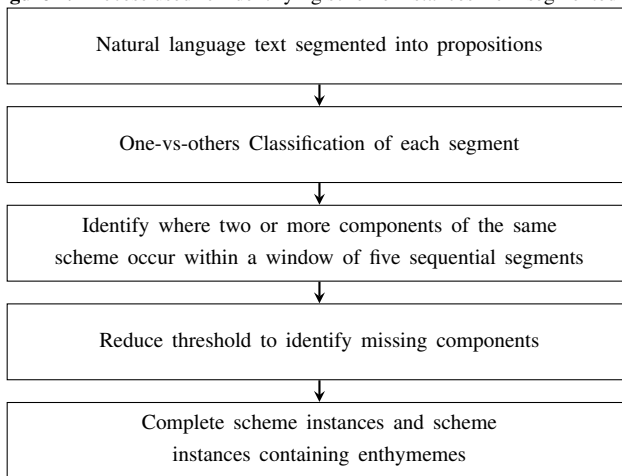 Natural language text segmented into propositions
One-vs-others Classification of each segment
Identify where two or more components of the same
scheme occur within a window of five sequential segments
Reduce threshold to identify missing components
Complete scheme instances and scheme
instances containing enthymemes